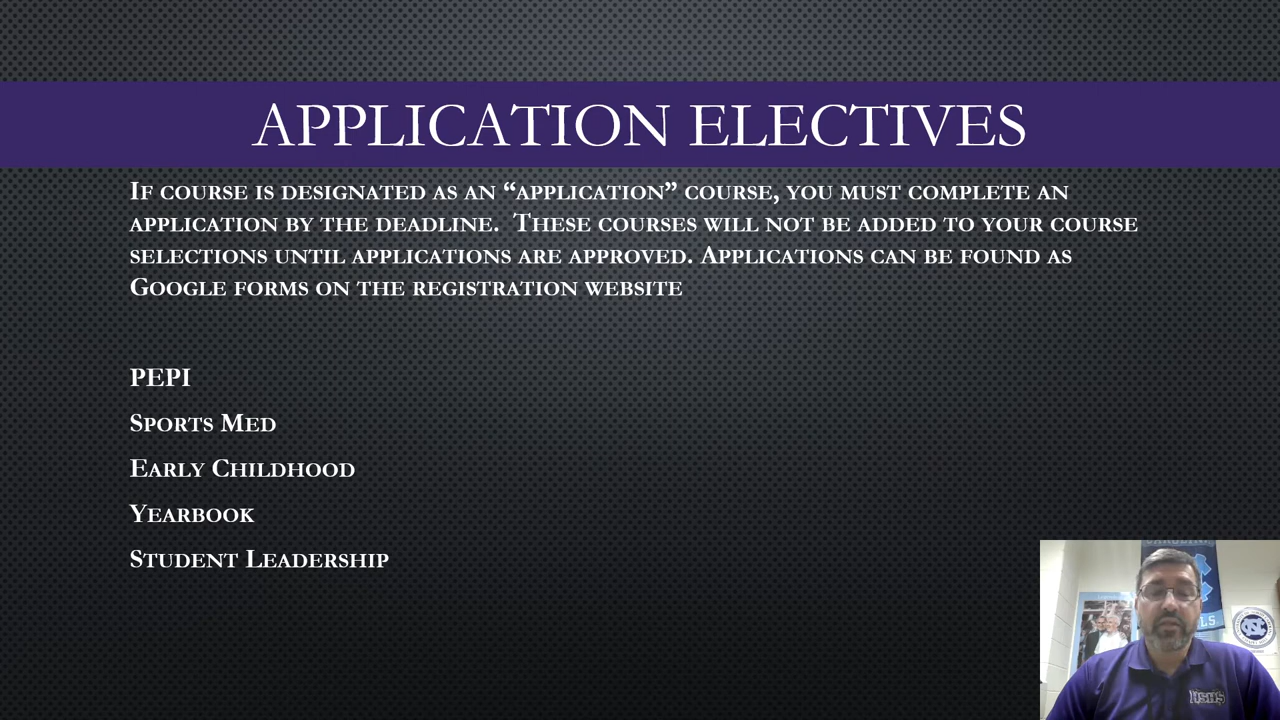 APPLICATION ELECTIVES
If course is designated as an “application” course, you must complete an
application by the deadline. These courses will not be added to your course
selections until applications are approved. Applications can be found as
Google forms on the registration website
PEPI
Sports Med
Early Childhood
Yearbook
Student Leadership